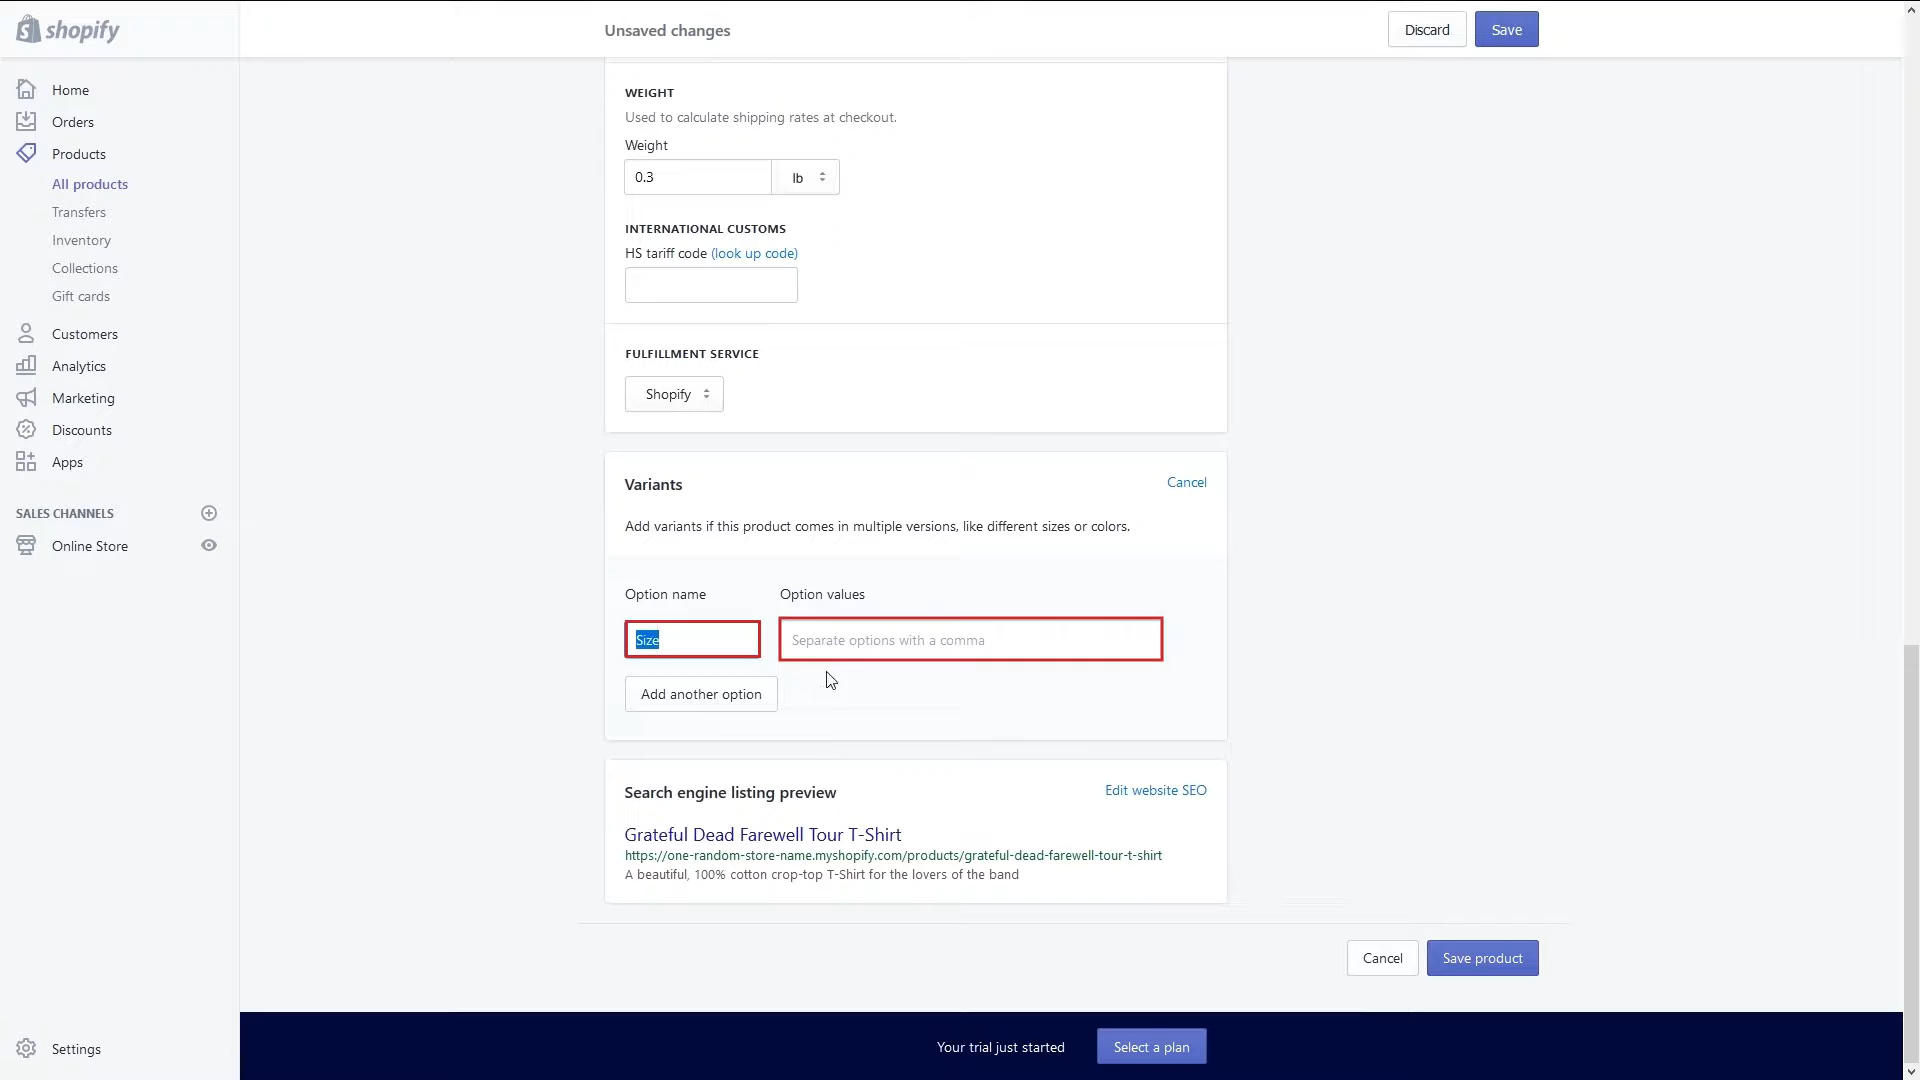 shopify
Unsaved changes
Discard
Save
Home
Orders
Products
All products
Transfers
Inventory
Collections
Gift cards
Customers
Analytics
Marketing
Discounts
Apps
SALES CHANNELS
Online Store
Settings
WEIGHT
Used to calculate shipping rates at checkout.
Weight
0.3 lb
INTERNATIONAL CUSTOMS
HS tariff code (look up code)
FULFILLMENT SERVICE
Shopify
Variants
Cancel
Add variants if this product comes in multiple versions, like different sizes or colors.
Option name Option values
Size Separate options with a comma
Add another option
Search engine listing preview
Edit website SEO
Grateful Dead Farewell Tour T-Shirt
https://one-random-store-name.myshopify.com/products/grateful-dead-farewell-tour-t-shirt
A beautiful, 100% cotton crop-top T-Shirt for the lovers of the band
Cancel
Save product
Your trial just started
Select a plan